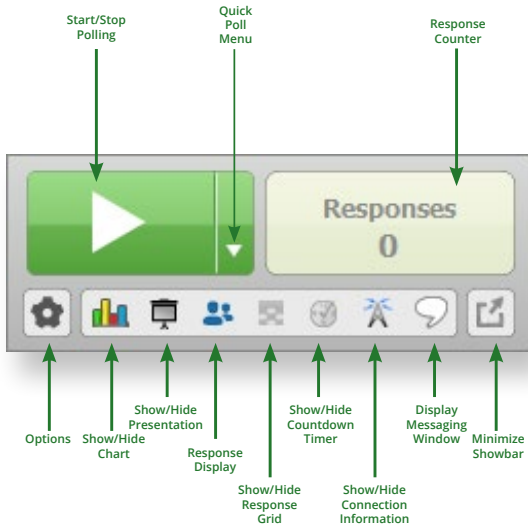 Start/Stop
Polling
Quick
Poll
Menu
Response
Counter
Responses
0
Options
Show/Hide
Chart
Show/Hide
Presentation
Response
Display
Show/Hide
Response
Grid
Show/Hide
Countdown
Timer
Show/Hide
Connection
Information
Display
Messaging
Window
Minimize
Showbar